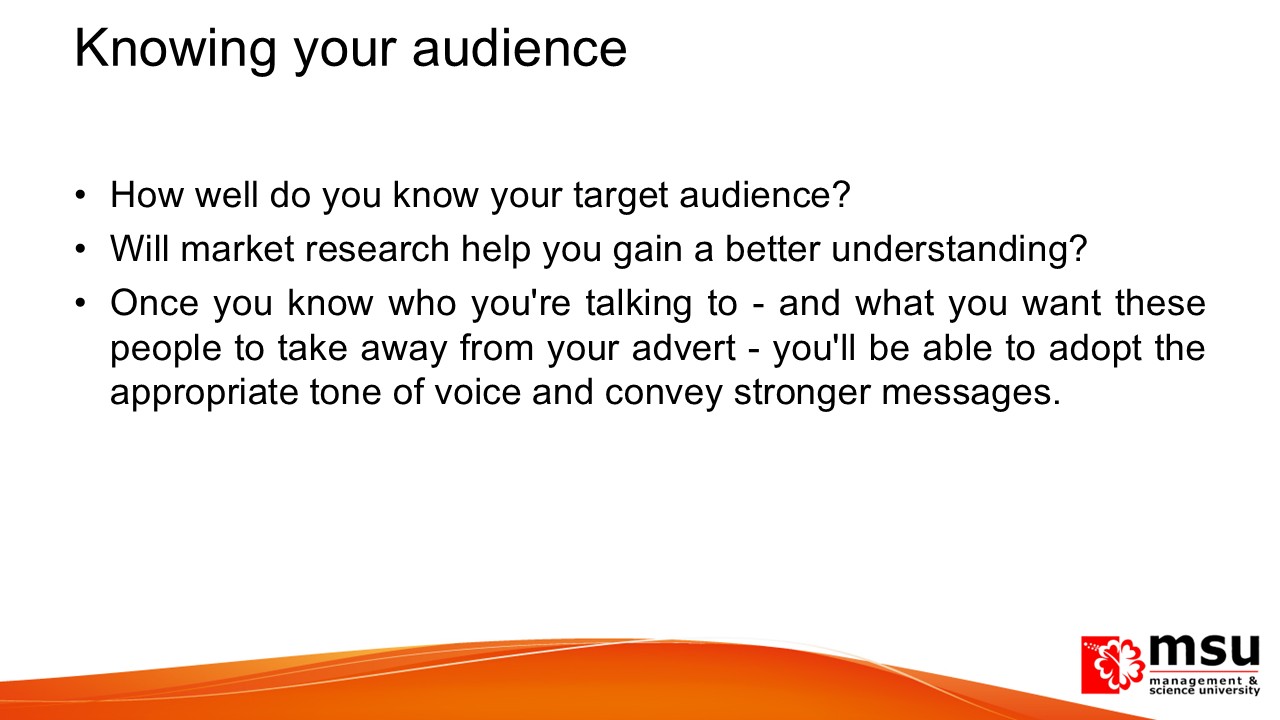 Knowing your audience
• How well do you know your target audience?
• Will market research help you gain a better understanding?
• Once you know who you're talking to - and what you want these
people to take away from your advert - you'll be able to adopt the
appropriate tone of voice and convey stronger messages.
msu
management &
science university